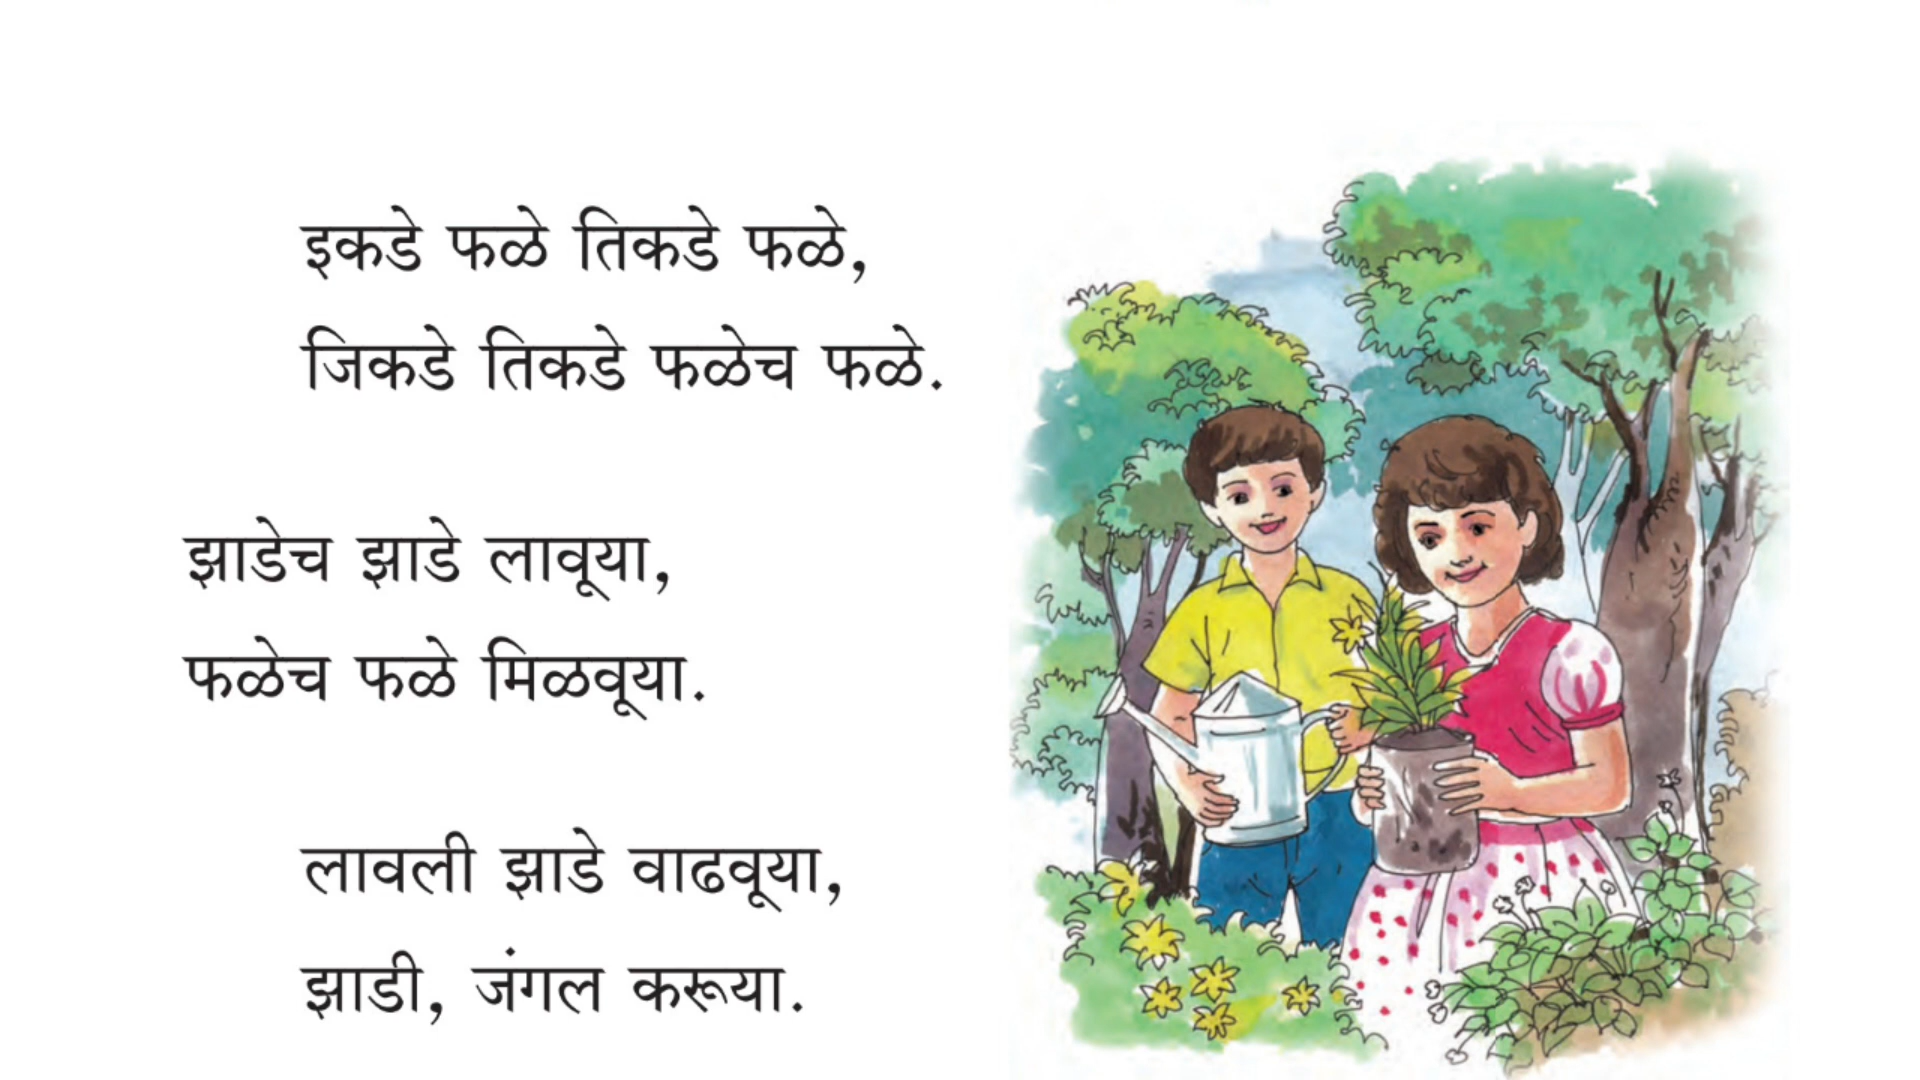 इकडे फळे तिकडे फळे,
जिकडे तिकडे फळेच फळे.
झाडेच झाडे लावूया,
फळेच फळे मिळवूया.
लावली झाडे वाढवूया,
झाडी, जंगल करूया.